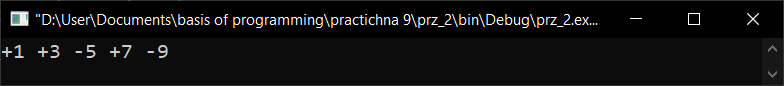 "D:\User\Documents\basis of programming\practichna 9\prz_2\bin\Debug\prz_2.ex...
+1 +3 -5 +7 -9